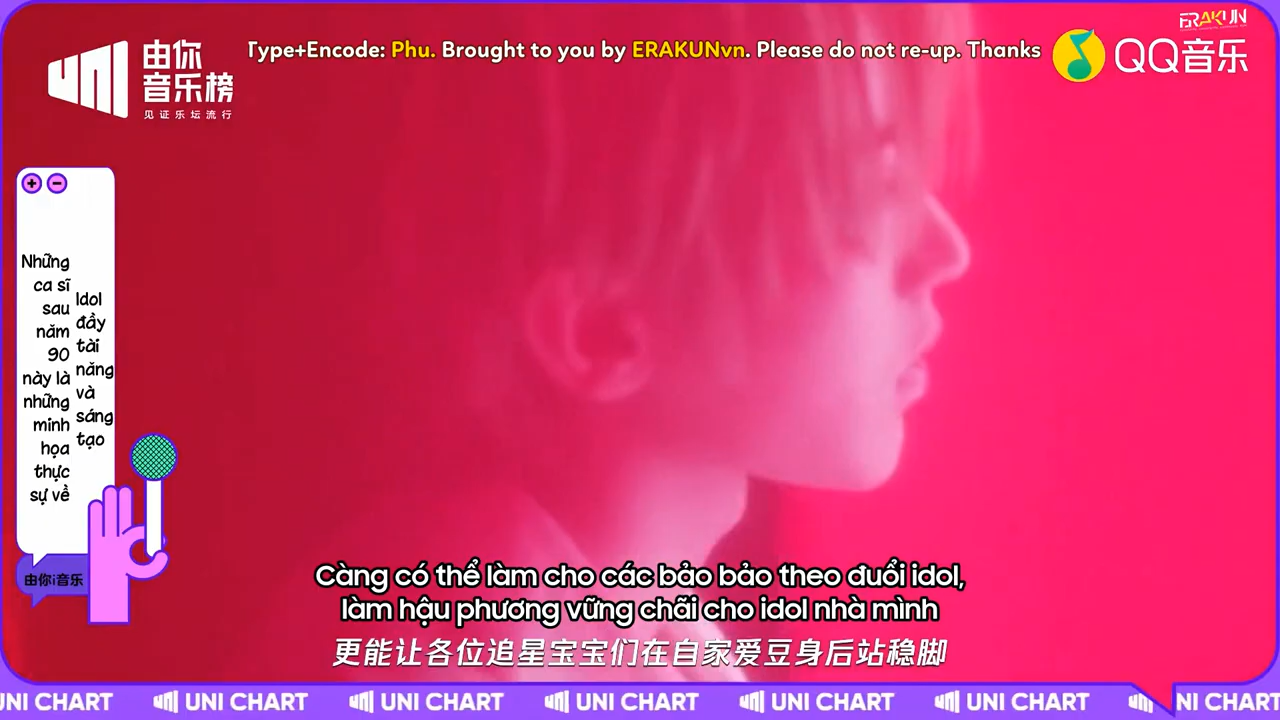 ERAKUN
由你
音乐榜
见证乐坛流行
Type+Encode: Phu. Brought to you by ERAKUNvn. Please do not re-up. Thanks
QQ音乐
Những
ca sĩ
sau
năm
90
này là
những
minh
họa
thực
sự về
Idol
đầy
tài
năng
và
sáng
tạo
由你i音乐
Càng có thể làm cho các bảo bảo theo đuổi idol,
làm hậu phương vững chãi cho idol nhà mình
更能让各位追星宝宝们在自家爱豆身后站稳脚
UNI CHART UNI CHART UNI CHART UNI CHART UNI CHART UNI CHART NI CHART